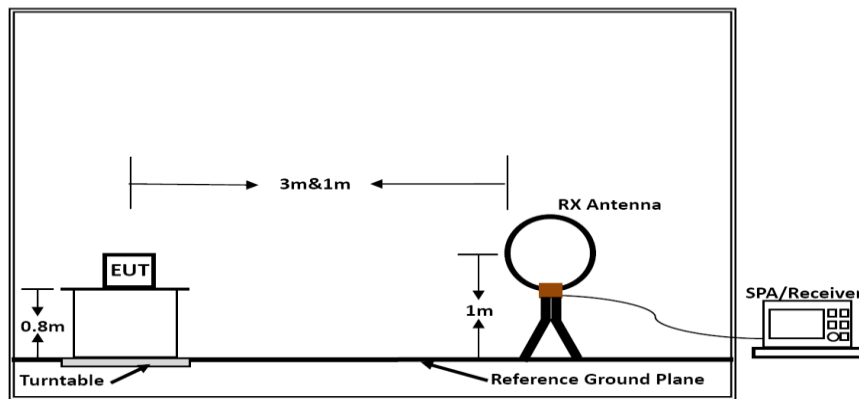 3m&1m
RX Antenna
EUT
SPA/Receiver
0.8m
1m
Turntable
Reference Ground Plane